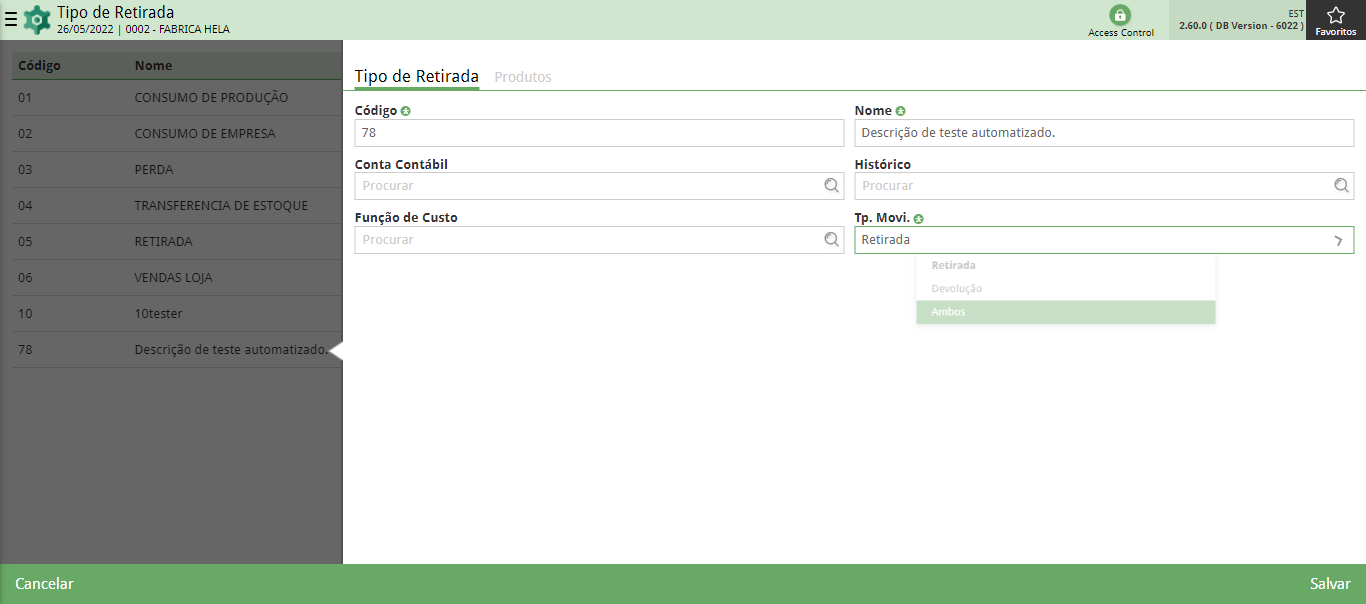 Tipo de Retirada
26/05/2022 | 0002 - FABRICA HELA
Access Control
EST
2.60.0 ( DB Version - 6022 )
Favoritos
Código Nome
01 CONSUMO DE PRODUÇÃO
02 CONSUMO DE EMPRESA
03 PERDA
04 TRANSFERENCIA DE ESTOQUE
05 RETIRADA
06 VENDAS LOJA
10 10tester
78 Descrição de teste automatizado.
Tipo de Retirada Produtos
Código Nome
78 Descrição de teste automatizado.
Conta Contábil Histórico
Procurar Procurar
Função de Custo Tp. Movi.
Procurar Retirada
Retirada
Devolução
Ambos
Cancelar Salvar